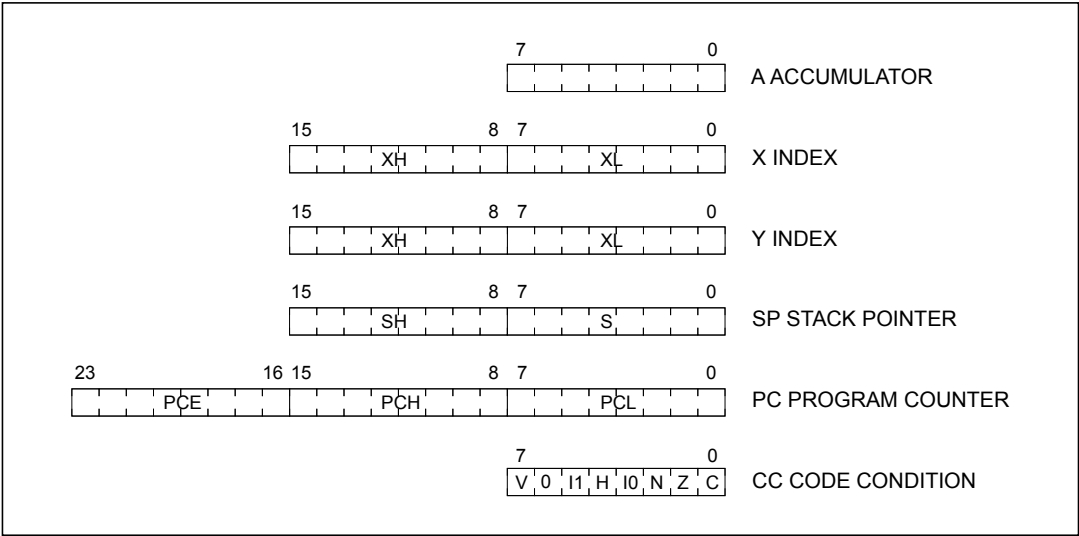 7 0
A ACCUMULATOR
15 8 7 0
XH XL X INDEX
15 8 7 0
XH XL Y INDEX
15 8 7 0
SH S SP STACK POINTER
23 16 15 8 7 0
PCE PCH PCL PC PROGRAM COUNTER
7 0
V 0 I1 H I0 N Z C CC CODE CONDITION